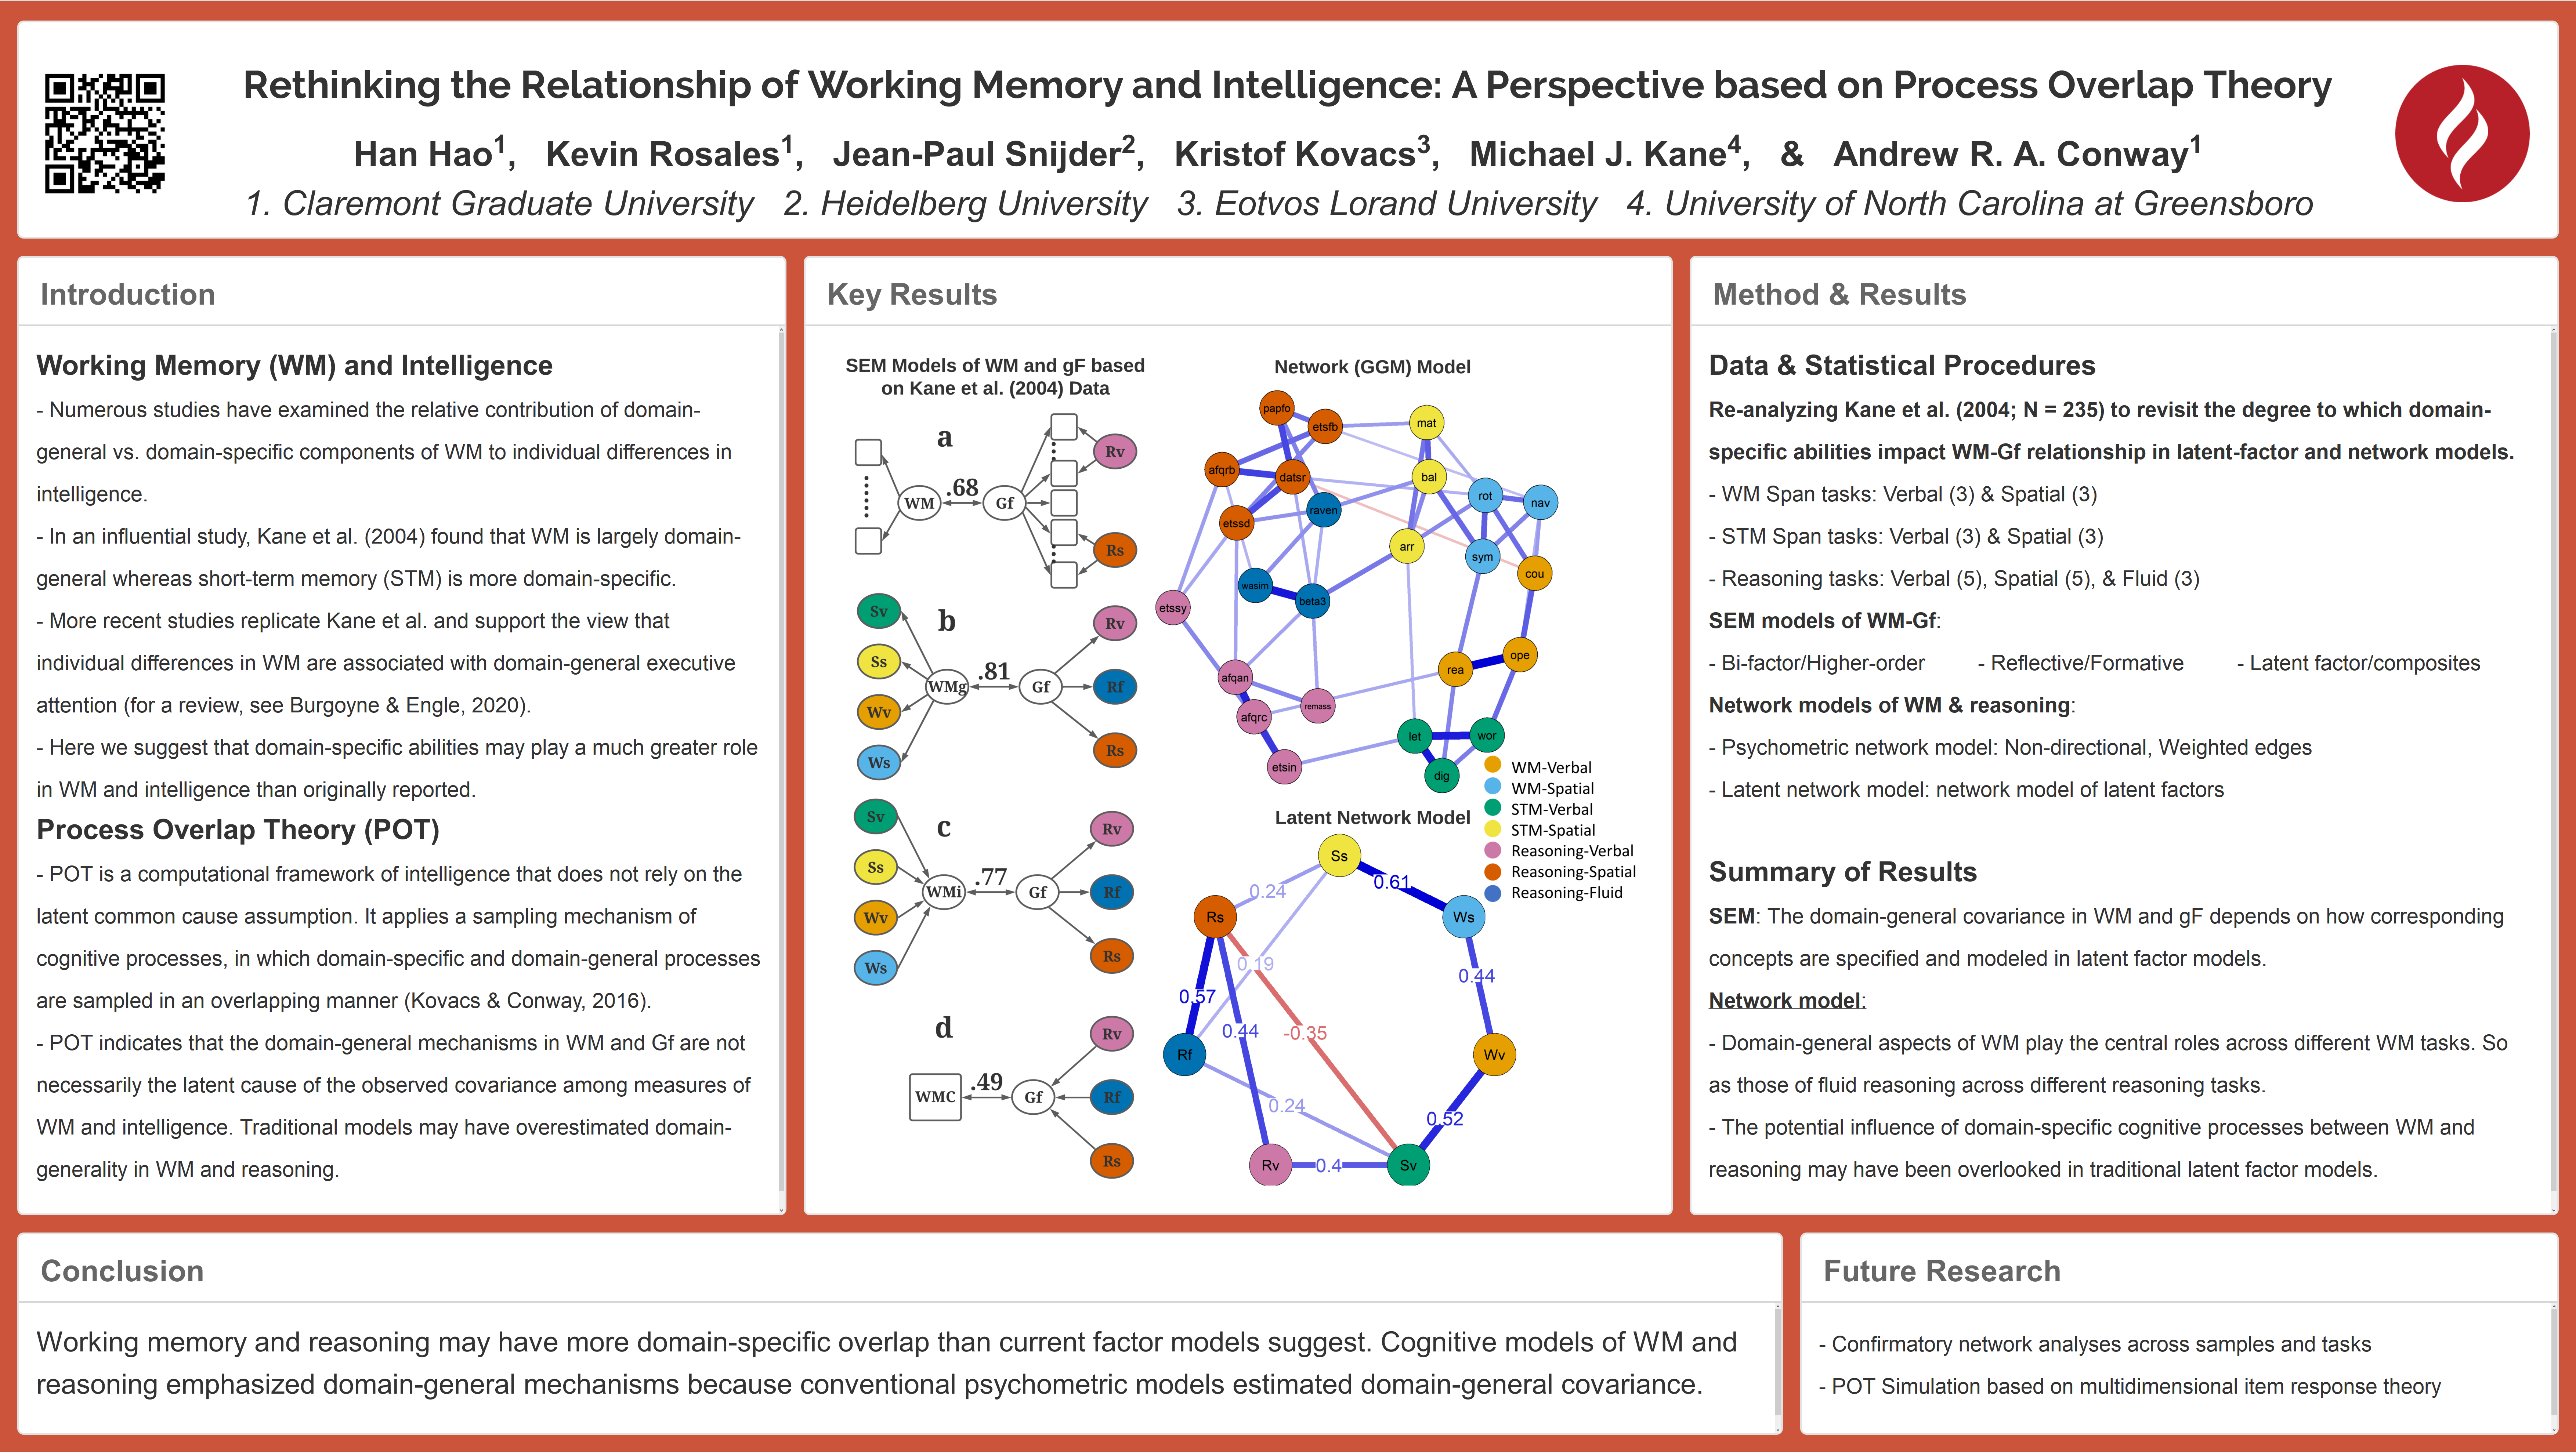 Rethinking the Relationship of Working Memory and Intelligence: A Perspective based on Process Overlap Theory
Han Hao1, Kevin Rosales1, Jean-Paul Snijder2, Kristof Kovacs3, Michael J. Kane4, & Andrew R. A. Conway1
1. Claremont Graduate University 2. Heidelberg University 3. Eotvos Lorand University 4. University of North Carolina at Greensboro
Introduction
Working Memory (WM) and Intelligence
- Numerous studies have examined the relative contribution of domain-
general vs. domain-specific components of WM to individual differences in
intelligence.
- In an influential study, Kane et al. (2004) found that WM is largely domain-
general whereas short-term memory (STM) is more domain-specific.
- More recent studies replicate Kane et al. and support the view that
individual differences in WM are associated with domain-general executive
attention (for a review, see Burgoyne & Engle, 2020).
- Here we suggest that domain-specific abilities may play a much greater role
in WM and intelligence than originally reported.
Process Overlap Theory (POT)
- POT is a computational framework of intelligence that does not rely on the
latent common cause assumption. It applies a sampling mechanism of
cognitive processes, in which domain-specific and domain-general processes
are sampled in an overlapping manner (Kovacs & Conway, 2016).
- POT indicates that the domain-general mechanisms in WM and Gf are not
necessarily the latent cause of the observed covariance among measures of
WM and intelligence. Traditional models may have overestimated domain-
generality in WM and reasoning.
Key Results
SEM Models of WM and gF based
on Kane et al. (2004) Data
a
Rv
WM
.68
Gf
Rs
b
Sv
Ss
Wv
Ws
WMg
.81
Gf
Rv
Rf
Rs
c
Sv
Ss
Wv
Ws
WMi
.77
Gf
Rv
Rf
Rs
d
WMC
.49
Gf
Rv
Rf
Rs
Network (GGM) Model
papfo
etsfb
mat
afqrb
datsr
bal
rot
nav
raven
etssd
arr
sym
cou
wasim
beta3
etssy
ope
rea
afqan
remass
afqrc
let
wor
etsin
dig
WM-Verbal
WM-Spatial
STM-Verbal
STM-Spatial
Reasoning-Verbal
Reasoning-Spatial
Reasoning-Fluid
Latent Network Model
Ss
0.61
0.24
Rs
Ws
0.19
0.44
0.57
0.44
-0.35
Rf
Wv
0.24
0.52
Rv
0.4
Sv
Method & Results
Data & Statistical Procedures
Re-analyzing Kane et al. (2004; N = 235) to revisit the degree to which domain-
specific abilities impact WM-Gf relationship in latent-factor and network models.
- WM Span tasks: Verbal (3) & Spatial (3)
- STM Span tasks: Verbal (3) & Spatial (3)
- Reasoning tasks: Verbal (5), Spatial (5), & Fluid (3)
SEM models of WM-Gf:
- Bi-factor/Higher-order - Reflective/Formative - Latent factor/composites
Network models of WM & reasoning:
- Psychometric network model: Non-directional, Weighted edges
- Latent network model: network model of latent factors
Summary of Results
SEM: The domain-general covariance in WM and gF depends on how corresponding
concepts are specified and modeled in latent factor models.
Network model:
- Domain-general aspects of WM play the central roles across different WM tasks. So
as those of fluid reasoning across different reasoning tasks.
- The potential influence of domain-specific cognitive processes between WM and
reasoning may have been overlooked in traditional latent factor models.
Conclusion
Working memory and reasoning may have more domain-specific overlap than current factor models suggest. Cognitive models of WM and
reasoning emphasized domain-general mechanisms because conventional psychometric models estimated domain-general covariance.
Future Research
- Confirmatory network analyses across samples and tasks
- POT Simulation based on multidimensional item response theory